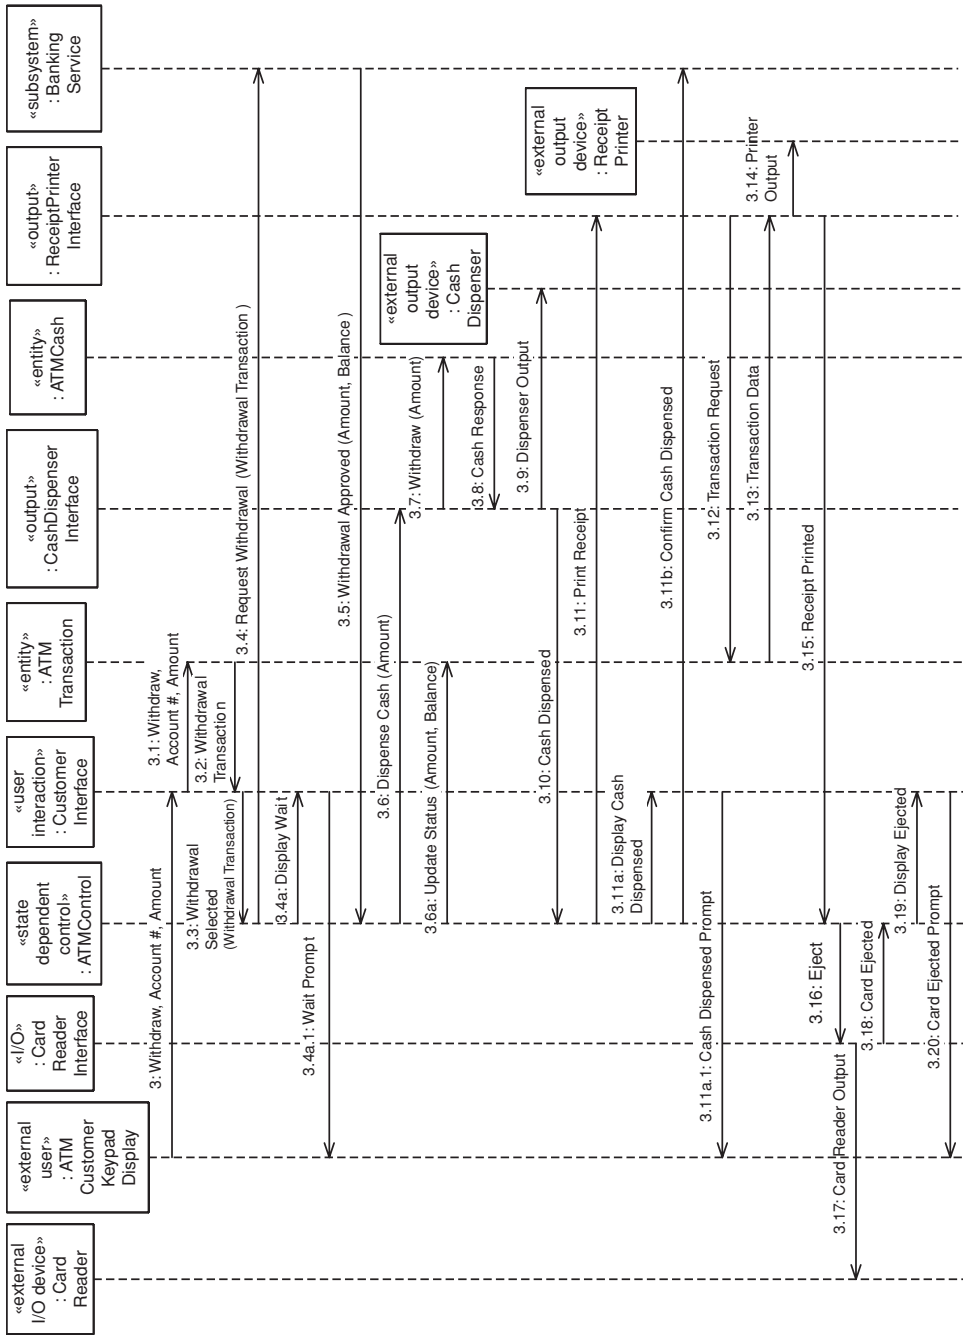 «external
I/O device»
: Card
Reader
«external
user»
: ATM
Customer
Keypad
Display
«I/O»
: Card
Reader
Interface
«state
dependent
control»
: ATMControl
«user
interaction»
: Customer
Interface
«entity»
: ATM
Transaction
«output»
: CashDispenser
Interface
«entity»
: ATMCash
«output»
: ReceiptPrinter
Interface
«subsystem»
: Banking
Service
3: Withdraw, Account #, Amount
3.1: Withdraw,
Account #, Amount
3.2: Withdrawal
Transaction
3.3: Withdrawal
Selected
(Withdrawal Transaction)
3.4: Request Withdrawal (Withdrawal Transaction )
3.4a: Display Wait
3.4a.1: Wait Prompt
3.5: Withdrawal Approved (Amount, Balance )
3.6: Dispense Cash (Amount)
«external
output
device»
: Cash
Dispenser
3.7: Withdraw (Amount)
3.6a: Update Status (Amount, Balance)
3.8: Cash Response
3.9: Dispenser Output
«external
output
device»
: Receipt
Printer
3.10: Cash Dispensed
3.11: Print Receipt
3.11a: Display Cash
Dispensed
3.11b: Confirm Cash Dispensed
3.11a.1: Cash Dispensed Prompt
3.12: Transaction Request
3.13: Transaction Data
3.14: Printer
Output
3.15: Receipt Printed
3.16: Eject
3.17: Card Reader Output
3.18: Card Ejected
3.19: Display Ejected
3.20: Card Ejected Prompt